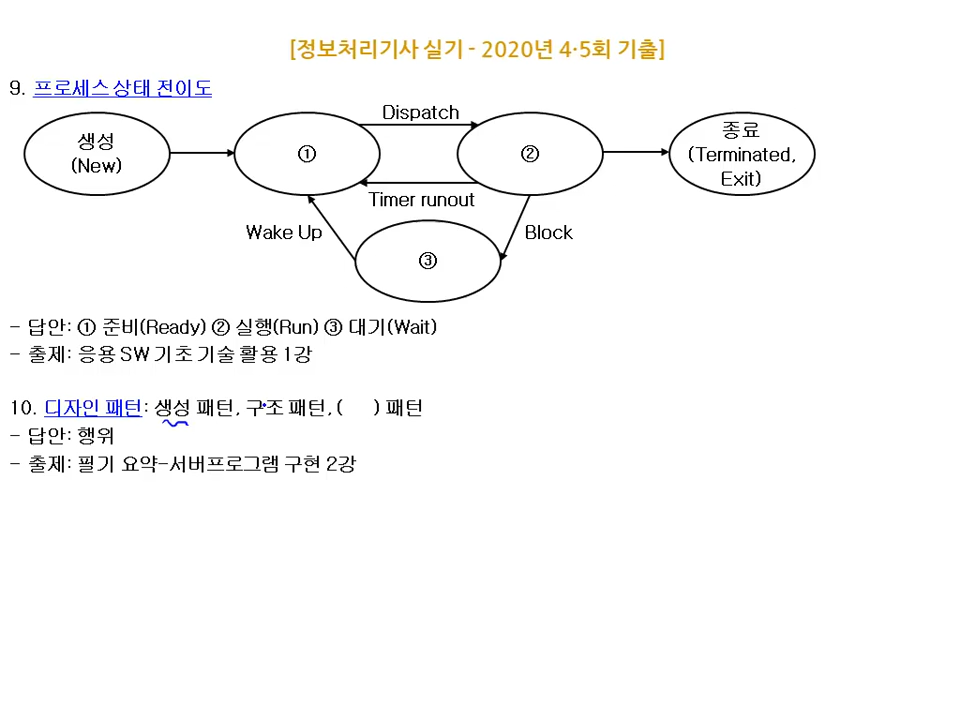 [정보처리기사 실기 - 2020년 4·5회 기출]
9. 프로세스 상태 전이도
Dispatch
생성
(New)
①
②
종료
(Terminated,
Exit)
Timer runout
Wake Up
Block
③
- 답안: ① 준비(Ready) ② 실행(Run) ③ 대기(Wait)
- 출제: 응용 SW 기초 기술 활용 1강
10. 디자인 패턴: 생성 패턴, 구조 패턴, ( ) 패턴
- 답안: 행위
- 출제: 필기 요약-서버프로그램 구현 2강